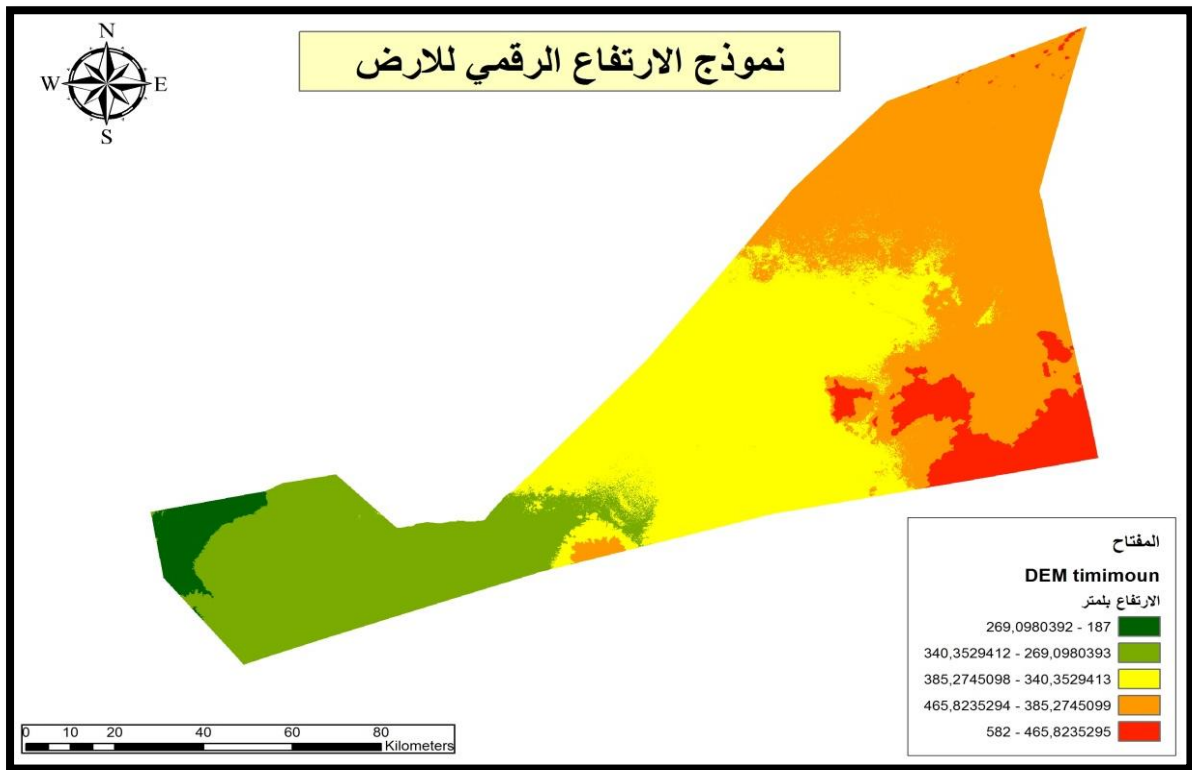 نموذج الارتفاع الرقمي للارض
N
W E
S
المفتاح
DEM timimoun
الارتفاع بلمتر
269,0980392 - 187
340,3529412 - 269,0980393
385,2745098 - 340,3529413
465,8235294 - 385,2745099
582 - 465,8235295
0 10 20 40 60 80
Kilometers